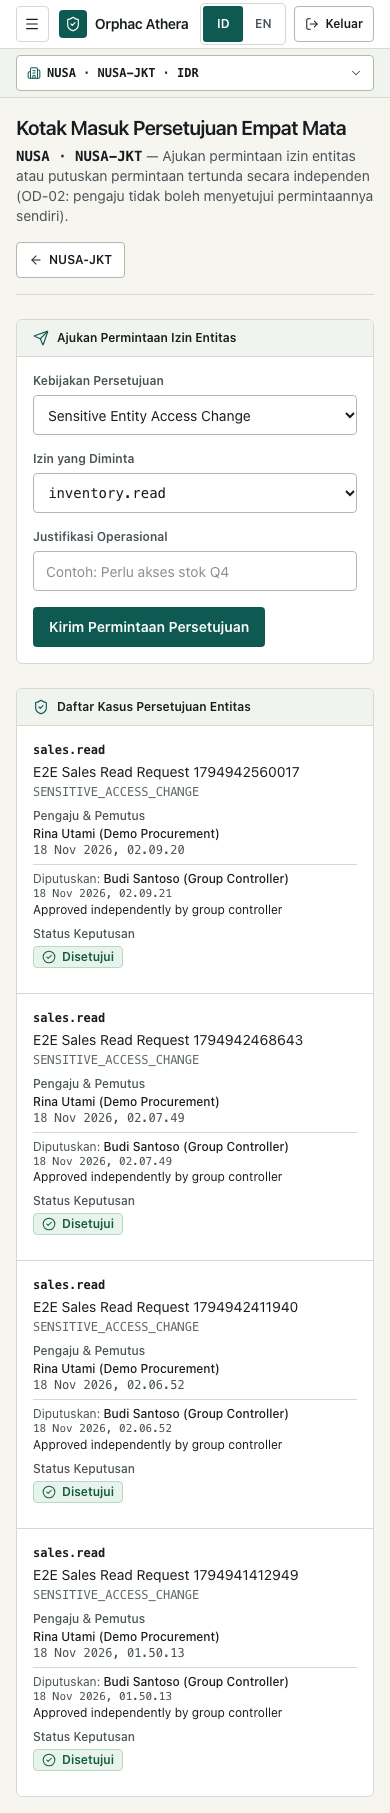 Orphac Athera
ID
EN
Keluar
NUSA · NUSA-JKT · IDR
Kotak Masuk Persetujuan Empat Mata
NUSA · NUSA-JKT — Ajukan permintaan izin entitas
atau putuskan permintaan tertunda secara independen
(OD-02: pengaju tidak boleh menyetujui permintaannya
sendiri).
NUSA-JKT
Ajukan Permintaan Izin Entitas
Kebijakan Persetujuan
Sensitive Entity Access Change
Izin yang Diminta
inventory.read
Justifikasi Operasional
Contoh: Perlu akses stok Q4
Kirim Permintaan Persetujuan
Daftar Kasus Persetujuan Entitas
sales.read
E2E Sales Read Request 1794942560017
SENSITIVE_ACCESS_CHANGE
Pengaju & Pemutus
Rina Utami (Demo Procurement)
18 Nov 2026, 02.09.20
Diputuskan: Budi Santoso (Group Controller)
18 Nov 2026, 02.09.21
Approved independently by group controller
Status Keputusan
Disetujui
sales.read
E2E Sales Read Request 1794942468643
SENSITIVE_ACCESS_CHANGE
Pengaju & Pemutus
Rina Utami (Demo Procurement)
18 Nov 2026, 02.07.49
Diputuskan: Budi Santoso (Group Controller)
18 Nov 2026, 02.07.49
Approved independently by group controller
Status Keputusan
Disetujui
sales.read
E2E Sales Read Request 1794942411940
SENSITIVE_ACCESS_CHANGE
Pengaju & Pemutus
Rina Utami (Demo Procurement)
18 Nov 2026, 02.06.52
Diputuskan: Budi Santoso (Group Controller)
18 Nov 2026, 02.06.52
Approved independently by group controller
Status Keputusan
Disetujui
sales.read
E2E Sales Read Request 1794941412949
SENSITIVE_ACCESS_CHANGE
Pengaju & Pemutus
Rina Utami (Demo Procurement)
18 Nov 2026, 01.50.13
Diputuskan: Budi Santoso (Group Controller)
18 Nov 2026, 01.50.13
Approved independently by group controller
Status Keputusan
Disetujui